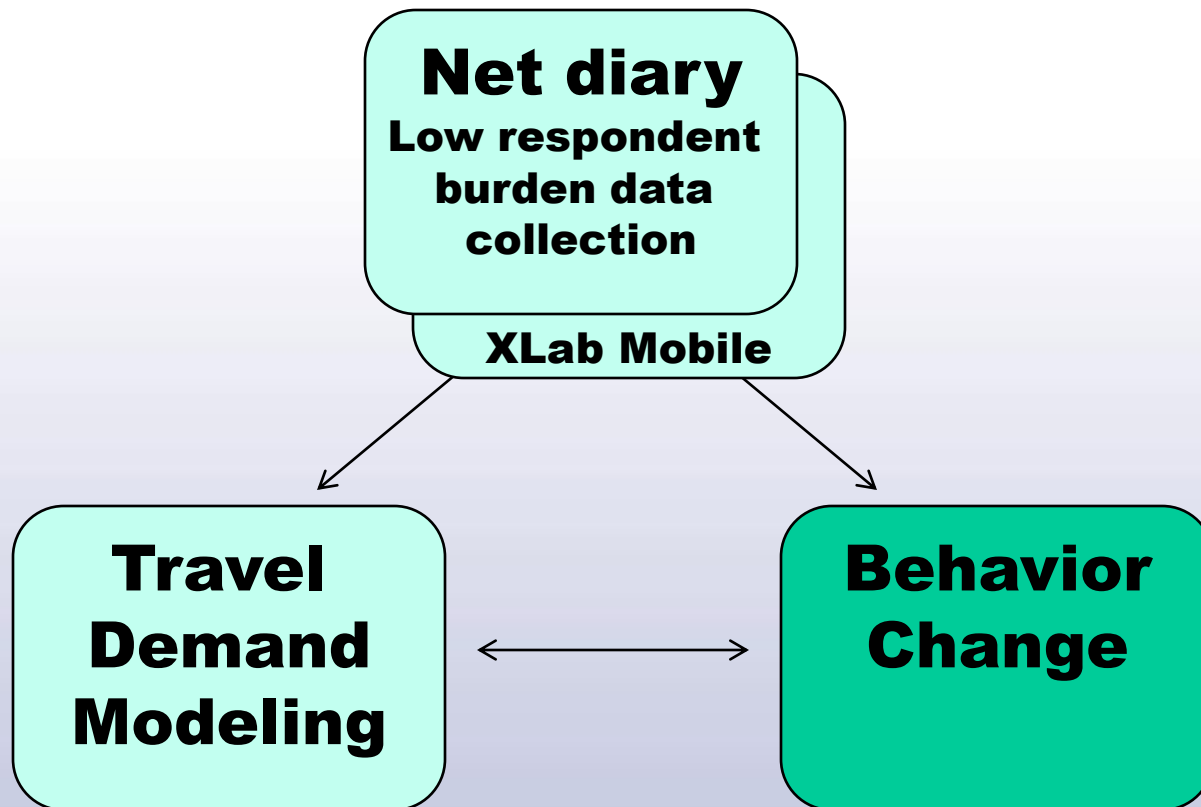 Net diary
Low respondent
burden data
collection
XLab Mobile
Travel
Demand
Modeling
Behavior
Change